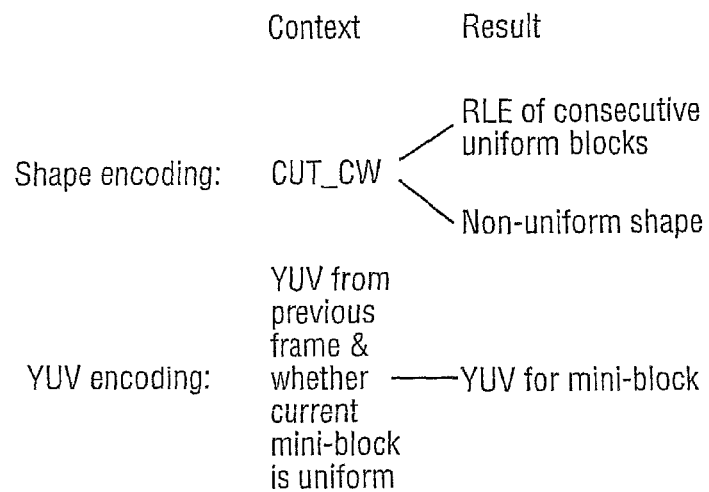 Context Result
RLE of consecutive
uniform blocks
Shape encoding: CUT_CW
Non-uniform shape
YUV from
previous
frame &
YUV encoding: whether YUV for mini-block
current
mini-block
is uniform